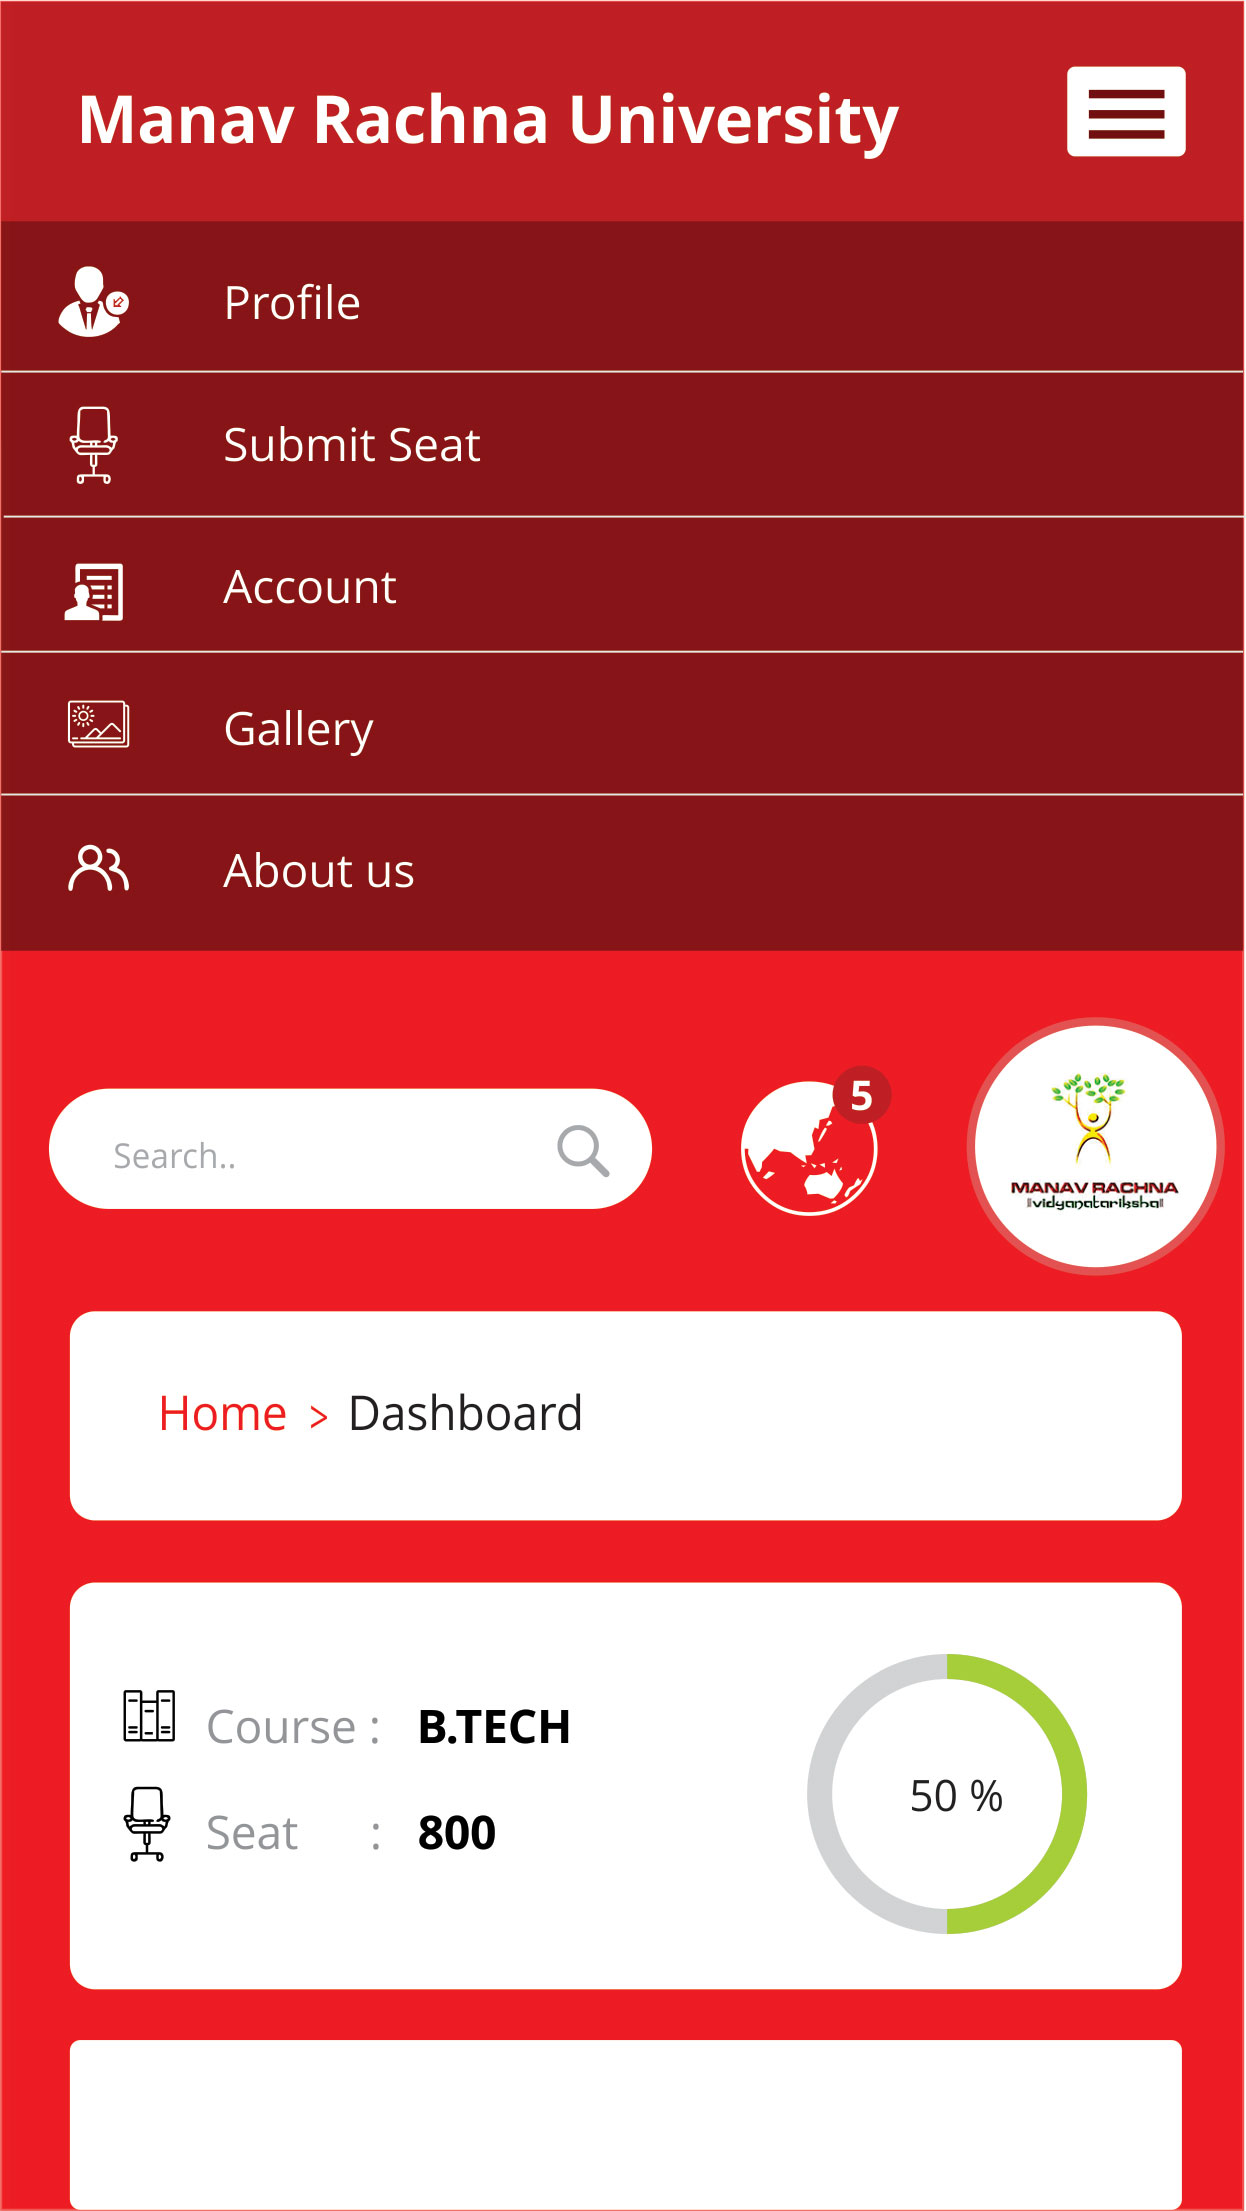 Manav Rachna University
Profile
Submit Seat
Account
Gallery
About us
Search..
5
MANAV RACHNA
vidyanatariksha
Home > Dashboard
Course : B.TECH
Seat : 800
50 %